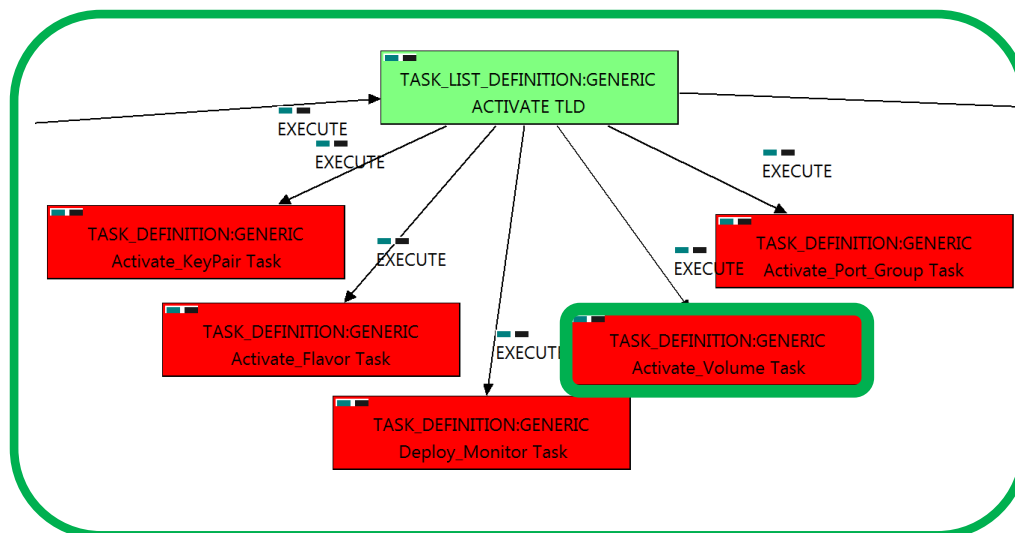 TASK_LIST_DEFINITION:GENERIC
ACTIVATE TLD
EXECUTE
EXECUTE
EXECUTE
TASK_DEFINITION:GENERIC
Activate_KeyPair Task
TASK_DEFINITION:GENERIC
Activate_Port_Group Task
EXECUTE
EXECUTE
TASK_DEFINITION:GENERIC
Activate_Flavor Task
TASK_DEFINITION:GENERIC
Activate_Volume Task
EXECUTE
TASK_DEFINITION:GENERIC
Deploy_Monitor Task